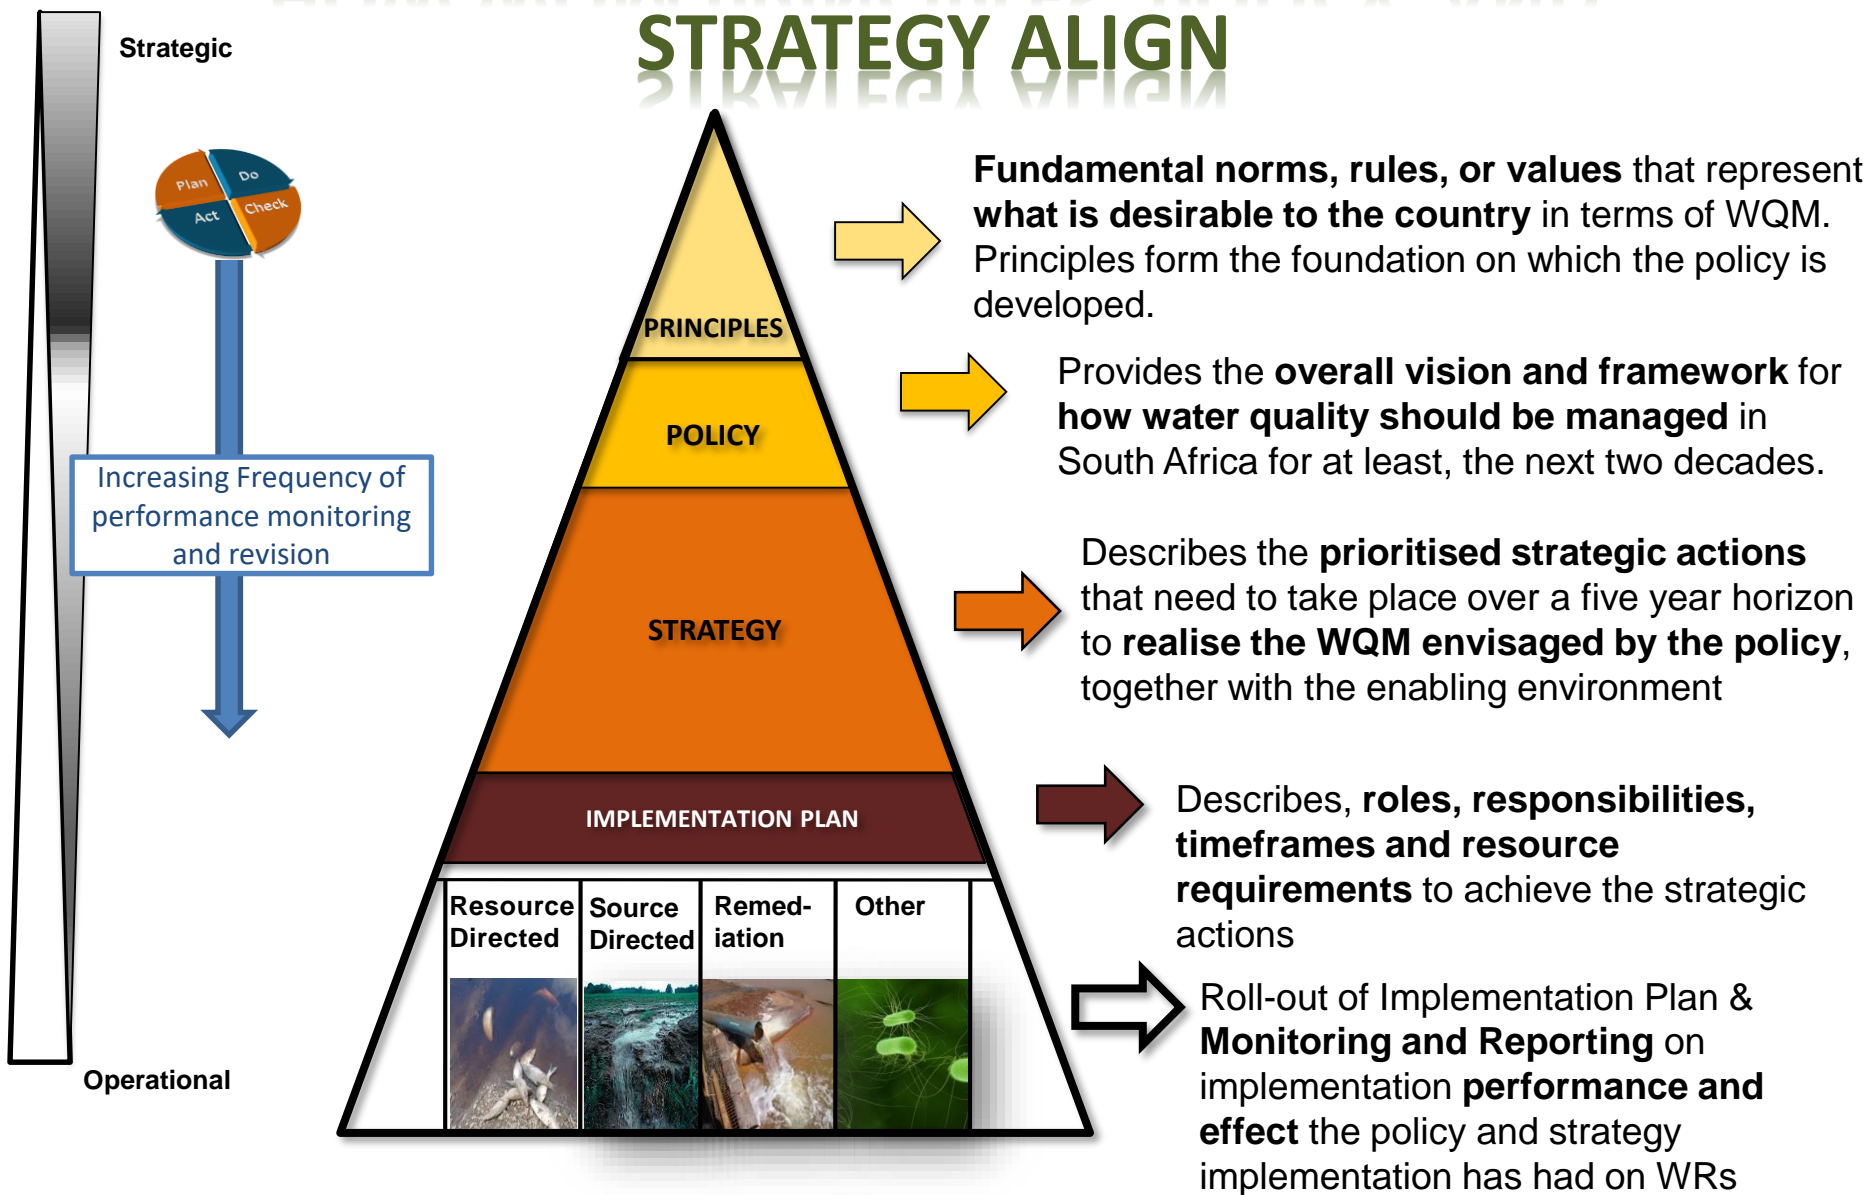 STRATEGY ALIGN
Strategic
Plan
Do
Act
Check
Increasing Frequency of
performance monitoring
and revision
Operational
PRINCIPLES
POLICY
STRATEGY
IMPLEMENTATION PLAN
Resource
Directed
Source
Directed
Remed-
iation
Other
Fundamental norms, rules, or values that represent
what is desirable to the country in terms of WQM.
Principles form the foundation on which the policy is
developed.
Provides the overall vision and framework for
how water quality should be managed in
South Africa for at least, the next two decades.
Describes the prioritised strategic actions
that need to take place over a five year horizon
to realise the WQM envisaged by the policy,
together with the enabling environment
Describes, roles, responsibilities,
timeframes and resource
requirements to achieve the strategic
actions
Roll-out of Implementation Plan &
Monitoring and Reporting on
implementation performance and
effect the policy and strategy
implementation has had on WRs